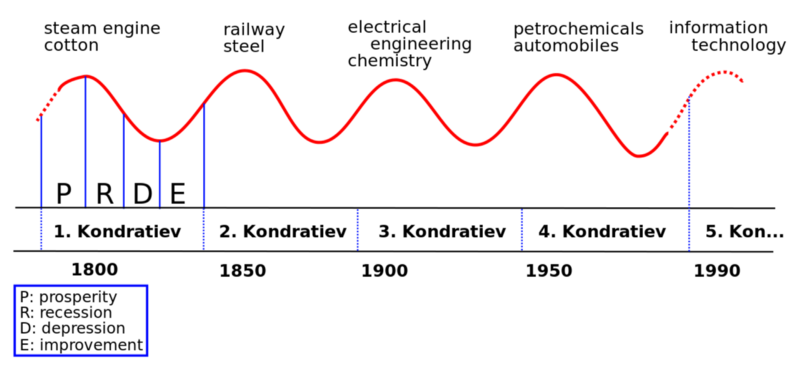 steam engine
cotton
railway
steel
electrical
engineering
chemistry
petrochemicals
automobiles
information
technology
P R D E
1. Kondratiev 2. Kondratiev 3. Kondratiev 4. Kondratiev 5. Kon...
1800 1850 1900 1950 1990
P: prosperity
R: recession
D: depression
E: improvement